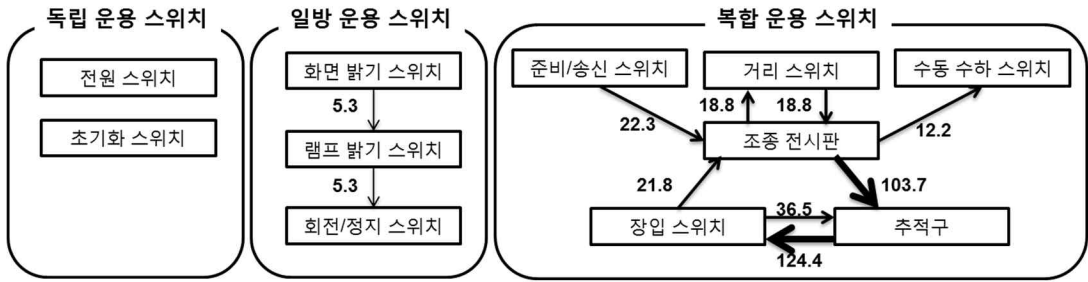 독립 운용 스위치
전원 스위치
초기화 스위치
일방 운용 스위치
화면 밝기 스위치
5.3
램프 밝기 스위치
5.3
회전/정지 스위치
복합 운용 스위치
준비/송신 스위치
거리 스위치
수동 수하 스위치
18.8
18.8
22.3
12.2
조종 전시판
21.8
103.7
36.5
장입 스위치
추적구
124.4